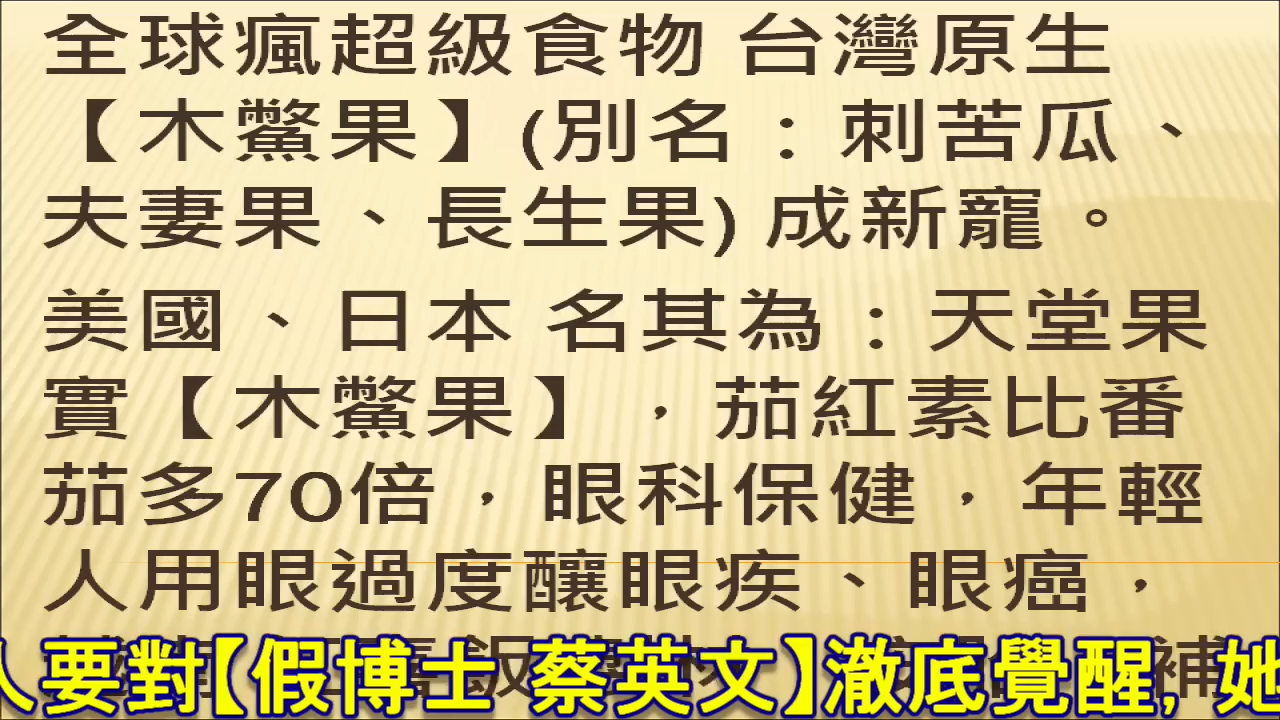 全球瘋超級食物 台灣原生
【木鱉果】(別名：刺苦瓜、
夫妻果、長生果) 成新寵。
美國、日本 名其為：天堂果
實【木鱉果】，茄紅素比番
茄多70倍，眼科保健，年輕
人用眼過度釀眼疾、眼癌，
補
人要對【假博士 蔡英文】澈底覺醒, 她